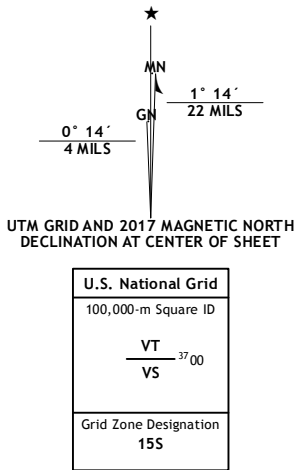 ★
MN
1° 14´
22 MILS
GN
0° 14´
4 MILS
UTM GRID AND 2017 MAGNETIC NORTH
DECLINATION AT CENTER OF SHEET
U.S. National Grid
100,000-m Square ID
VT
3700
VS
Grid Zone Designation
15S